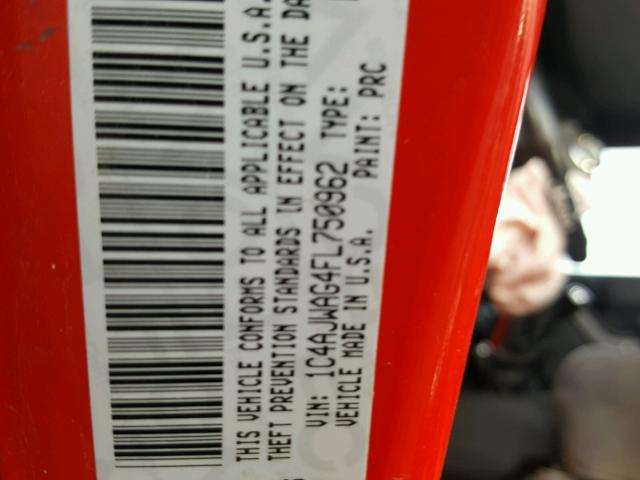 THIS VEHICLE CONFORMS TO ALL APPLICABLE U.S.A.
THEFT PREVENTION STANDARDS IN EFFECT ON THE DA
VIN: 1C4AJWAG4FL750962 TYPE:
VEHICLE MADE IN U.S.A. PAINT: PRC